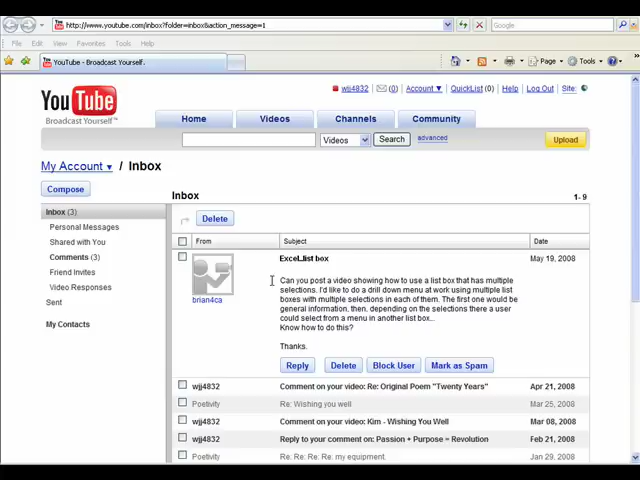 http://www.youtube.com/inbox?folder=inbox&action_message=1
Google
File Edit View Favorites Tools Help
YouTube - Broadcast Yourself.
Page Tools
You Tube
Broadcast Yourself™
wjj4832 (0) Account QuickList (0) Help Log Out Site:
Home Videos Channels Community
Videos Search advanced Upload
My Account / Inbox
Compose
Inbox 1- 9
Inbox (3)
Delete
Personal Messages
Shared with You
From Subject Date
Comments (3)
Excel..list box May 19, 2008
Friend Invites
Video Responses
Can you post a video showing how to use a list box that has multiple
selections. I'd like to do a drill down menu at work using multiple list
boxes with multiple selections in each of them. The first one would be
general information, then, depending on the selections there a user
could select from a menu in another list box...
Know how to do this?
brian4ca
Sent
My Contacts
Thanks.
Reply Delete Block User Mark as Spam
wjj4832 Comment on your video: Re: Original Poem "Twenty Years" Apr 21, 2008
Poetivity Re: Wishing you well Mar 25, 2008
wjj4832 Comment on your video: Kim - Wishing You Well Mar 08, 2008
wjj4832 Reply to your comment on: Passion + Purpose = Revolution Feb 21, 2008
Poetivity Re: Re: Re: Re: my equipment. Jan 29, 2008